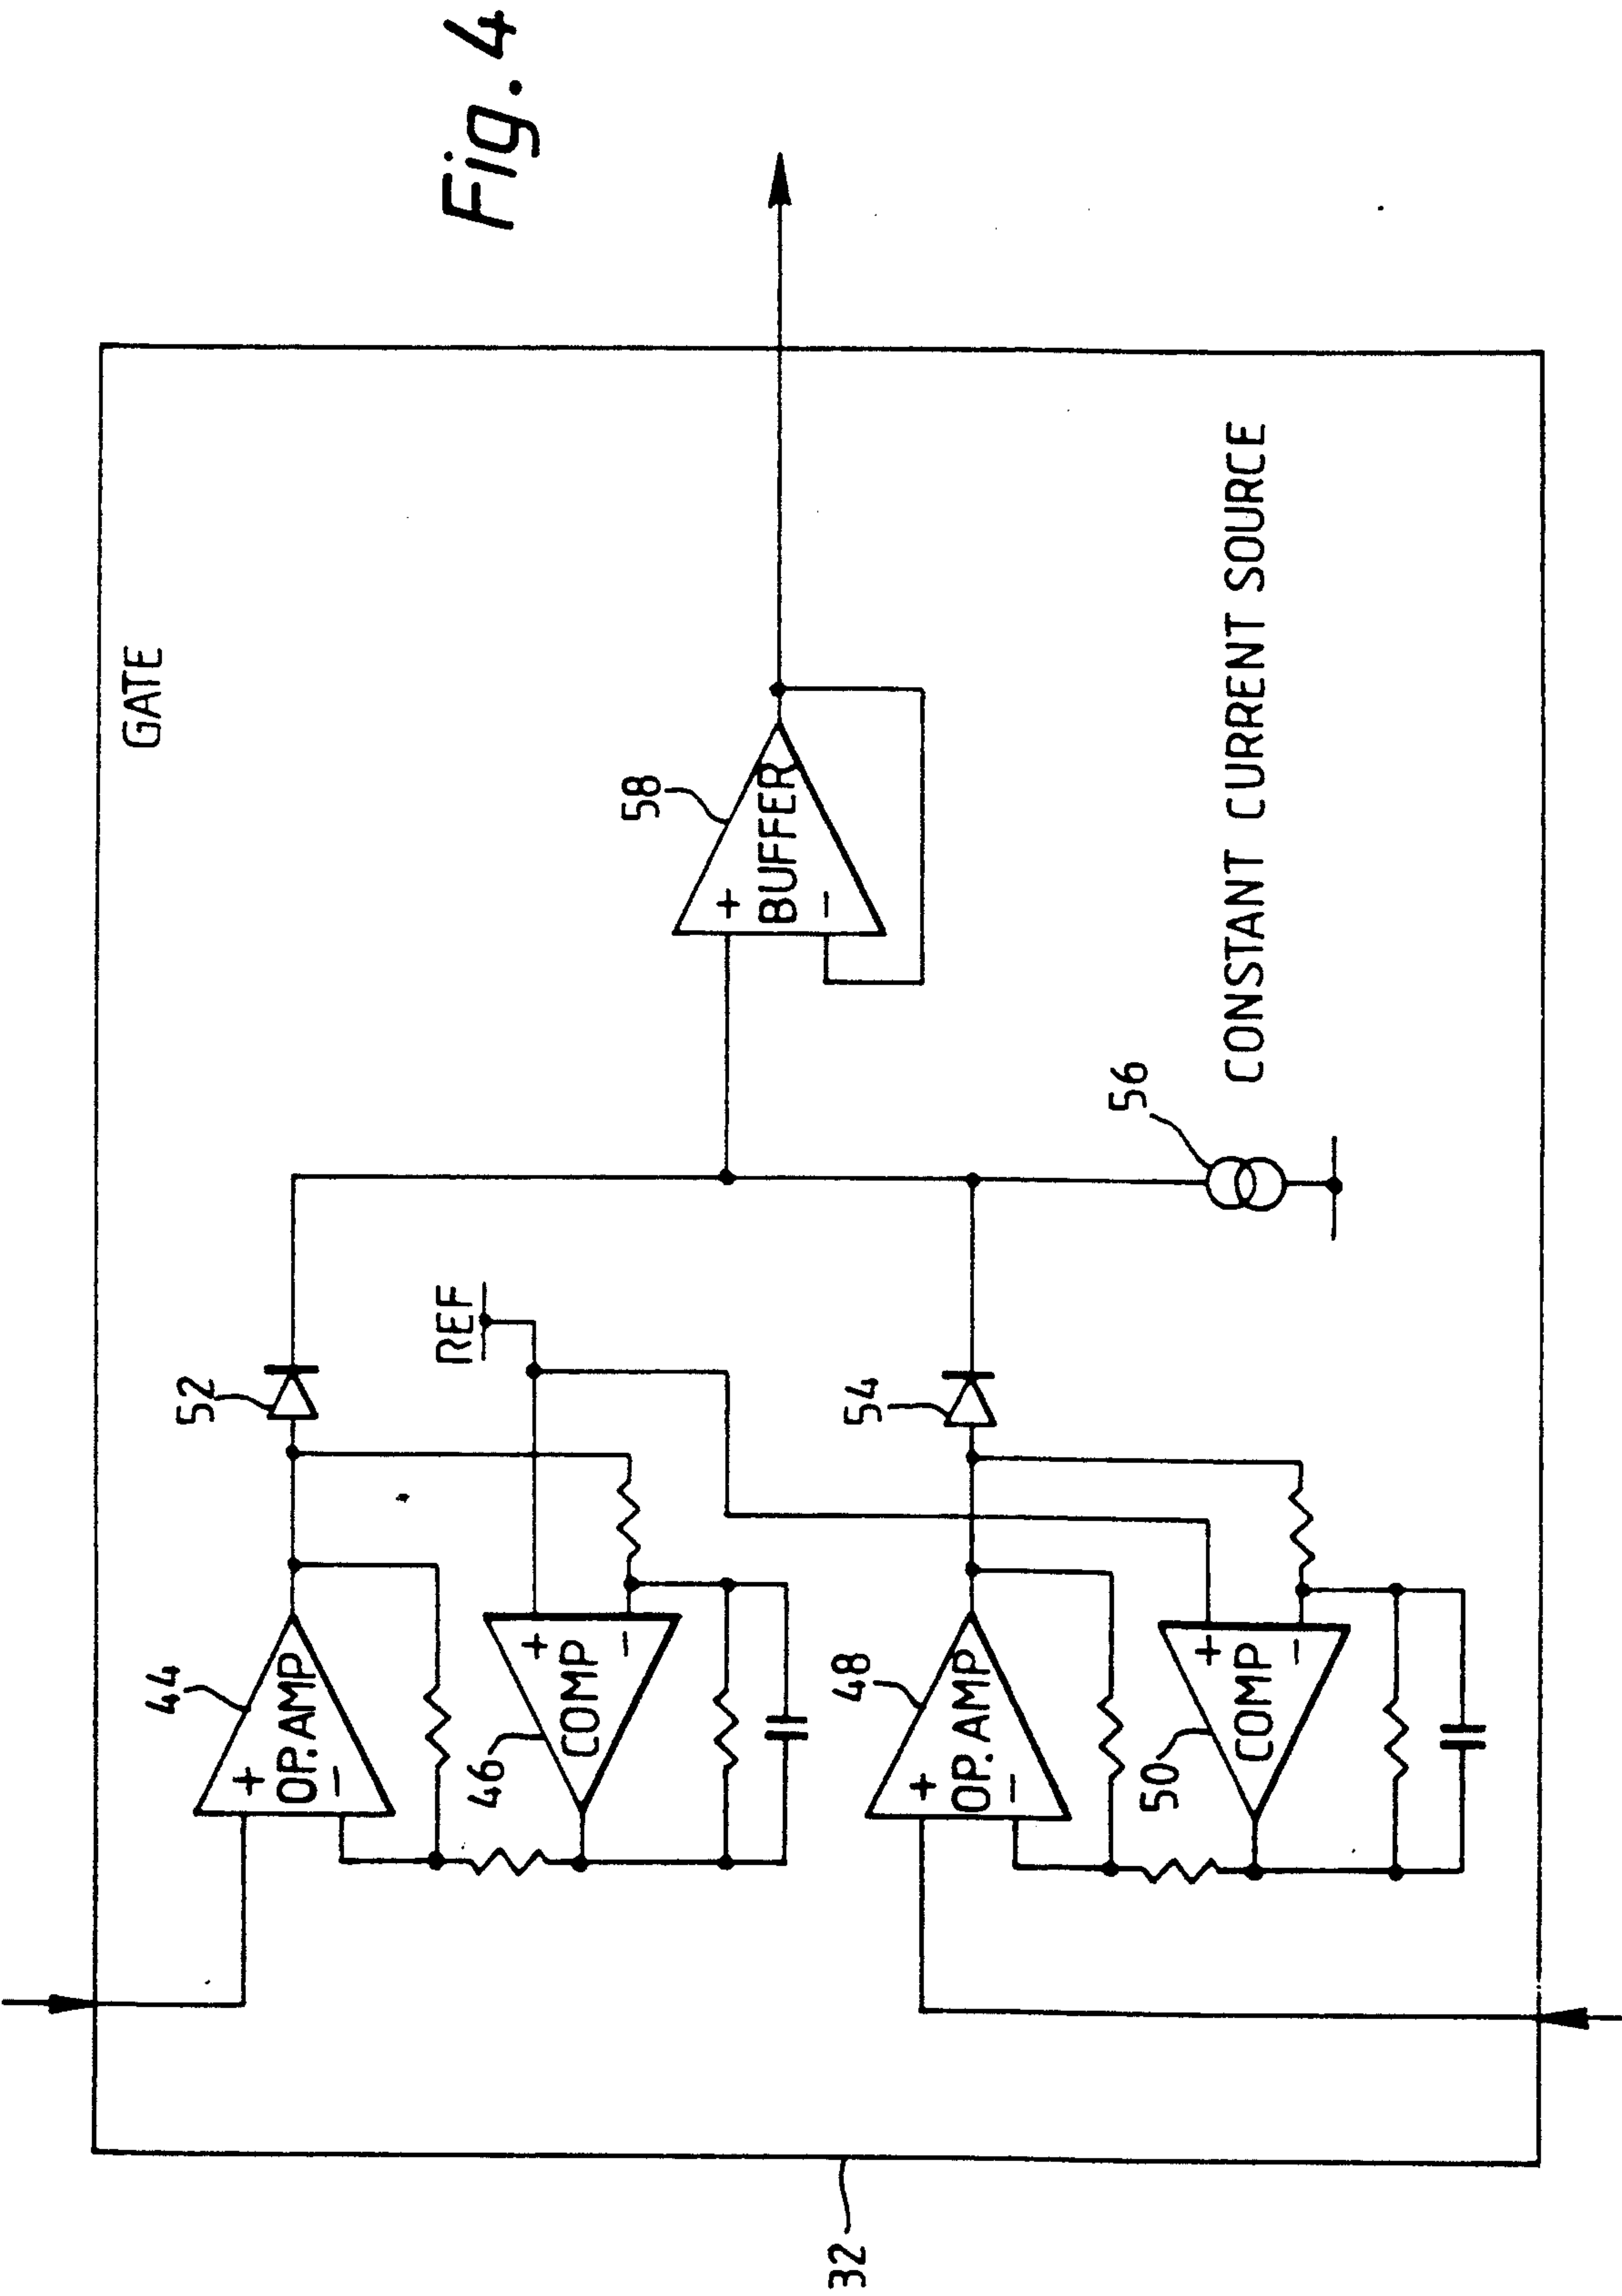 Fig. 4
GATE
52
REF
44
+
OP.AMP
−
46
+
COMP
−
58
+
BUFFER
−
54
48
+
OP.AMP
−
50
+
COMP
−
56
CONSTANT CURRENT SOURCE
32